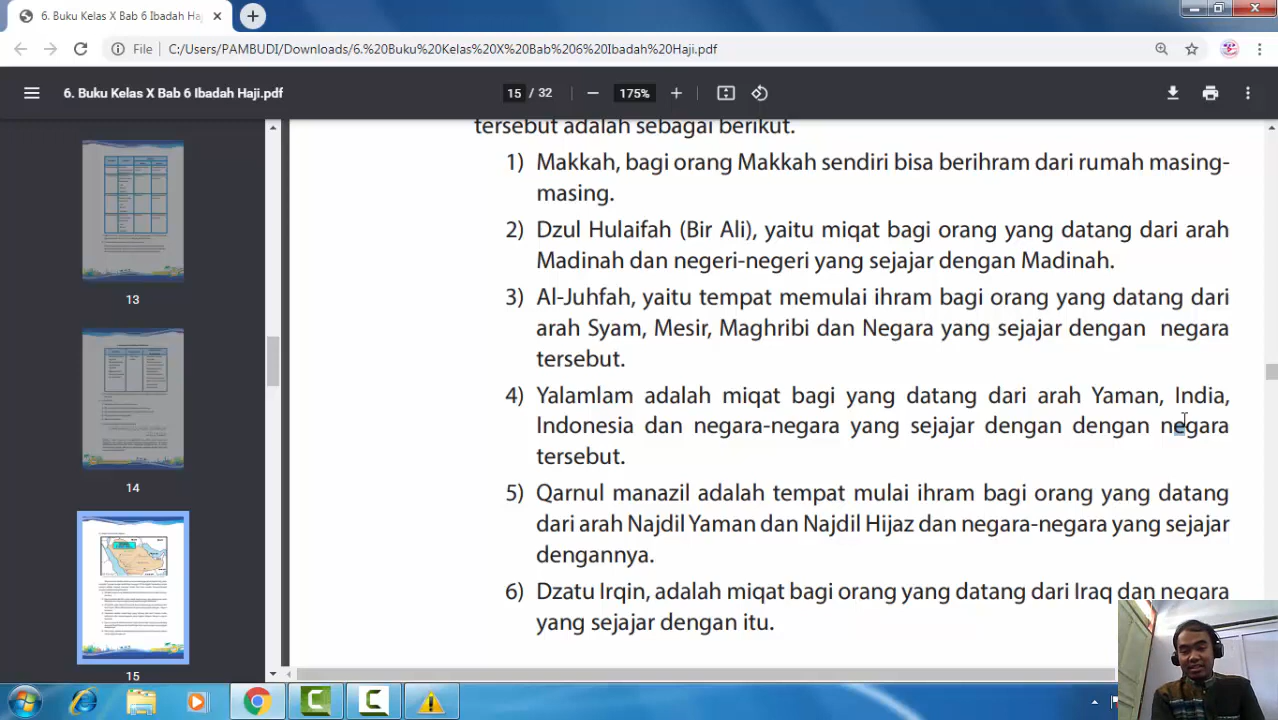 6. Buku Kelas X Bab 6 Ibadah Haj
File
C:/Users/PAMBUDI/Downloads/6.%20Buku%20Kelas%20X%20Bab%206%20Ibadah%20Haji.pdf
6. Buku Kelas X Bab 6 Ibadah Haji.pdf
15 / 32
175%
13
14
15
tersebut adalah sebagai berikut.
1) Makkah, bagi orang Makkah sendiri bisa berihram dari rumah masing-
masing.
2) Dzul Hulaifah (Bir Ali), yaitu miqat bagi orang yang datang dari arah
Madinah dan negeri-negeri yang sejajar dengan Madinah.
3) Al-Juhfah, yaitu tempat memulai ihram bagi orang yang datang dari
arah Syam, Mesir, Maghribi dan Negara yang sejajar dengan negara
tersebut.
4) Yalamlam adalah miqat bagi yang datang dari arah Yaman, India,
Indonesia dan negara-negara yang sejajar dengan dengan negara
tersebut.
5) Qarnul manazil adalah tempat mulai ihram bagi orang yang datang
dari arah Najdil Yaman dan Najdil Hijaz dan negara-negara yang sejajar
dengannya.
6) Dzatu Irqin, adalah miqat bagi orang yang datang dari Iraq dan negara
yang sejajar dengan itu.